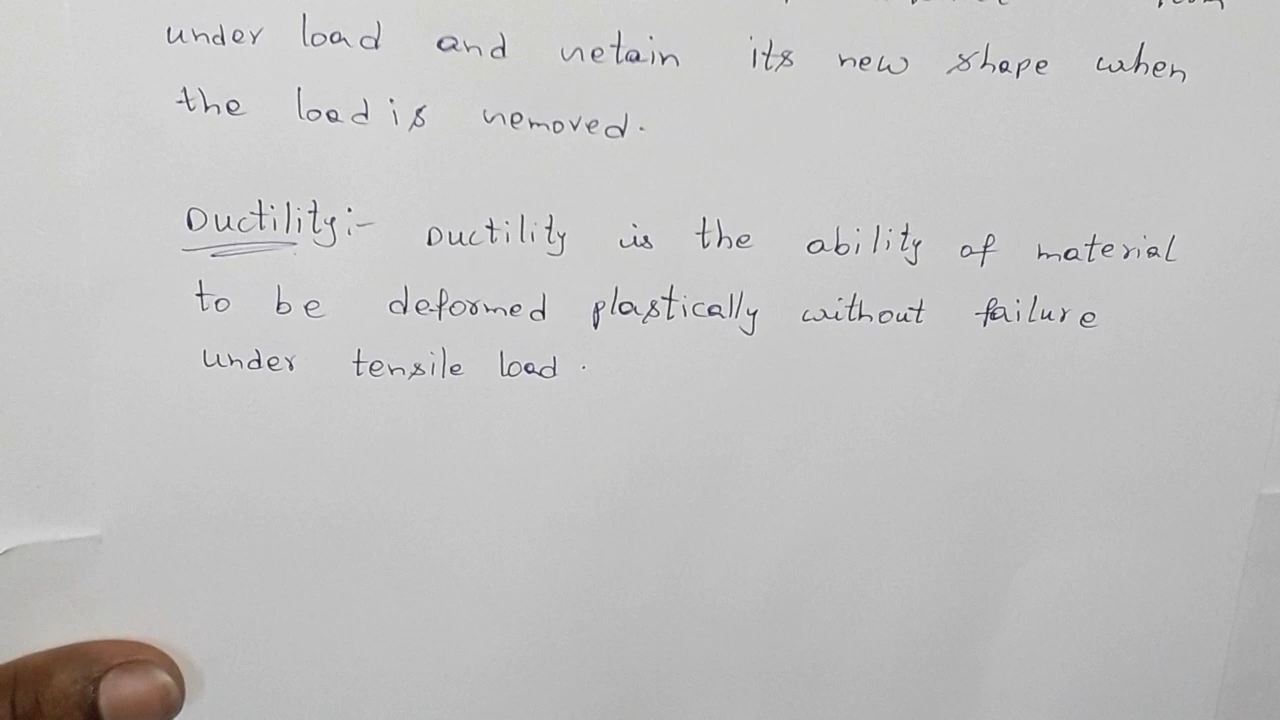 under load and retain its new shape when
the load is removed.
Ductility:- Ductility is the ability of material
to be deformed plastically without failure
under tensile load.